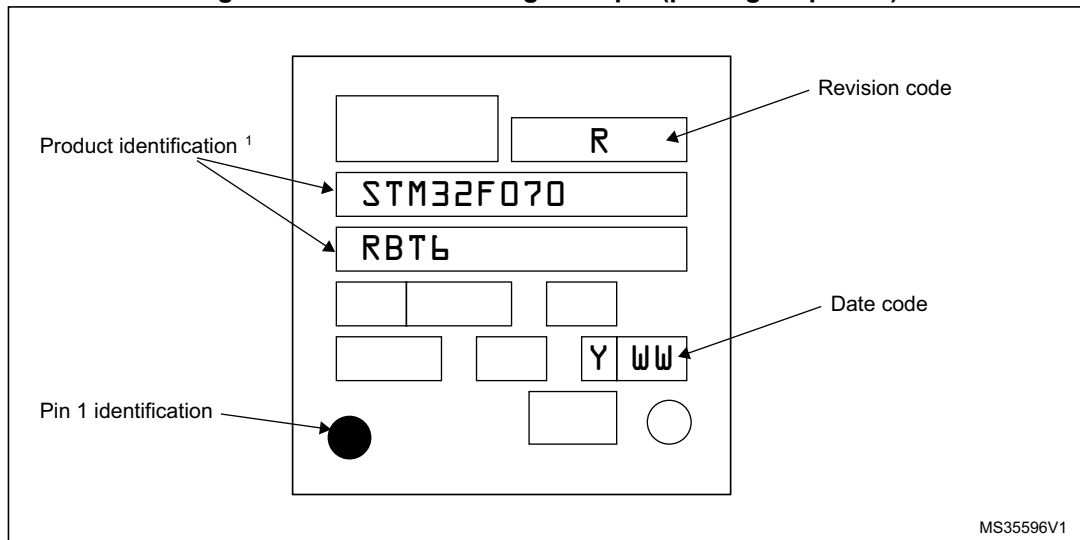 Revision code
R
Product identification 1
STM32F070
RBT6
Date code
Y WW
Pin 1 identification
MS35596V1